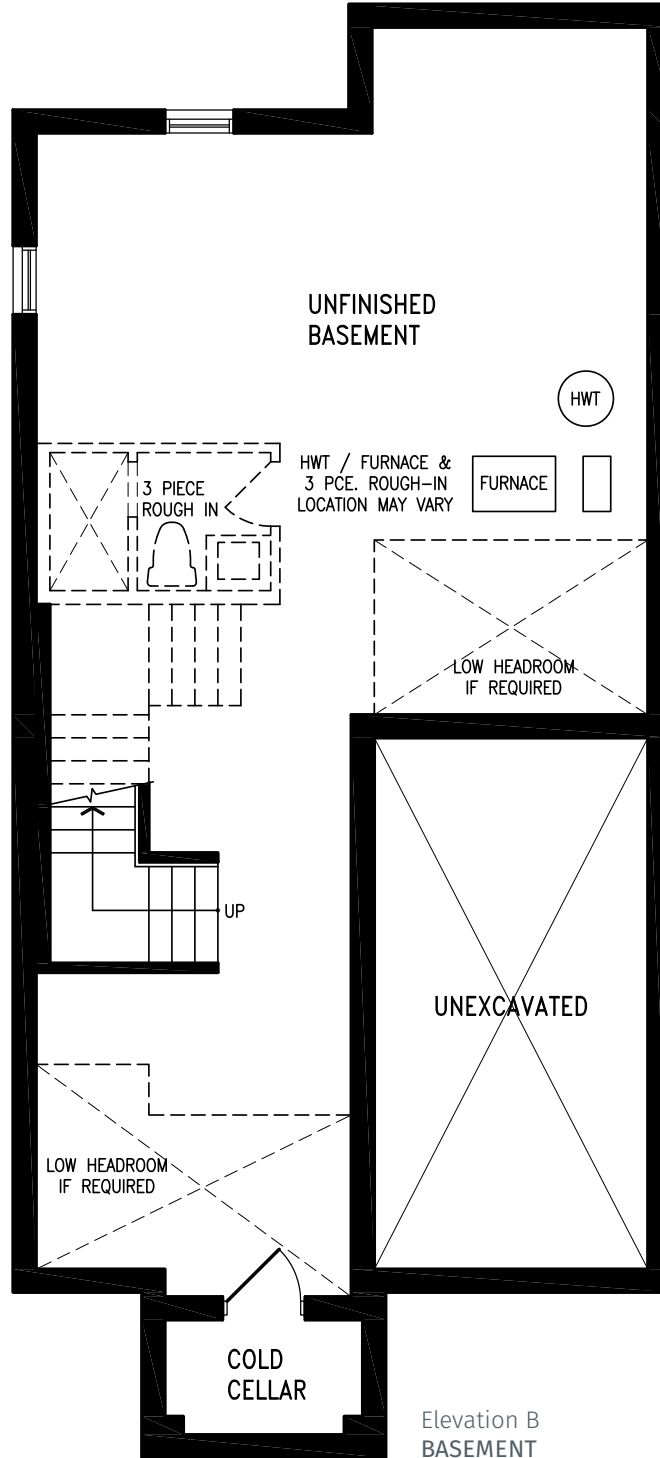 UNFINISHED
BASEMENT
HWT
HWT / FURNACE &
3 PCE. ROUGH-IN
LOCATION MAY VARY
FURNACE
3 PIECE
ROUGH IN
LOW HEADROOM
IF REQUIRED
UP
UNEXCAVATED
LOW HEADROOM
IF REQUIRED
COLD
CELLAR
Elevation B
BASEMENT